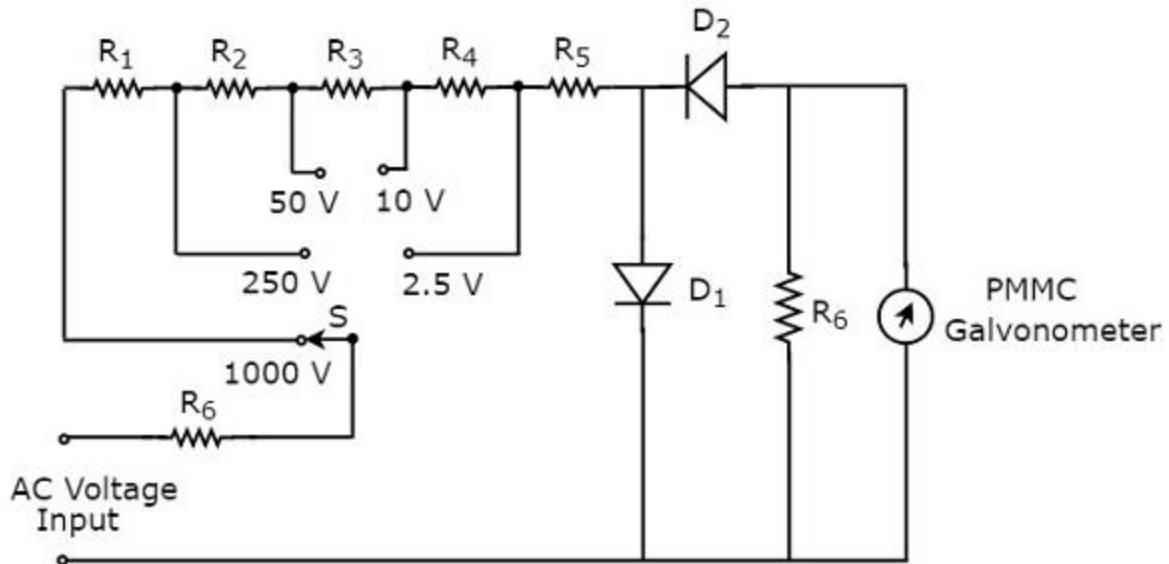 R1
R2
R3
R4
R5
D2
50 V
10 V
250 V
2.5 V
D1
R6
PMMC
Galvonometer
S
1000 V
R6
AC Voltage
Input